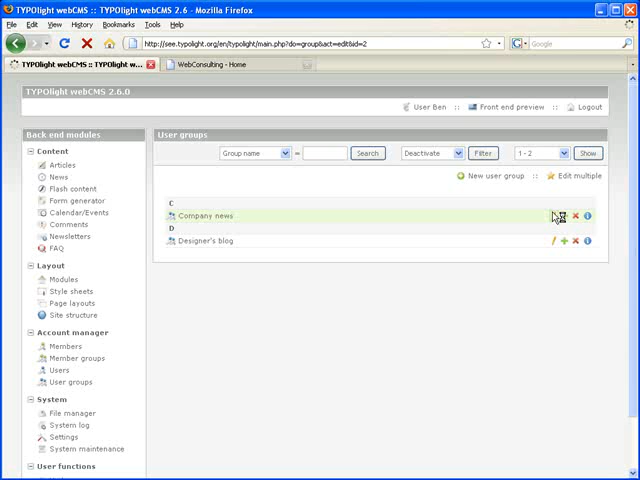 TYPOlight webCMS :: TYPOlight webCMS 2.6 - Mozilla Firefox
File Edit View History Bookmarks Tools Help
http://see.typolight.org/en/typolight/main.php?do=group&act=edit&id=2
Google
TYPOlight webCMS :: TYPOlight w... WebConsulting - Home
TYPOlight webCMS 2.6.0
User Ben :: Front end preview :: Logout
Back end modules
Content
Articles
News
Flash content
Form generator
Calendar/Events
Comments
Newsletters
FAQ
Layout
Modules
Style sheets
Page layouts
Site structure
Account manager
Members
Member groups
Users
User groups
System
File manager
System log
Settings
System maintenance
User functions
User groups
Group name = Search Deactivate Filter 1 - 2 Show
New user group :: Edit multiple
C
Company news
D
Designer's blog